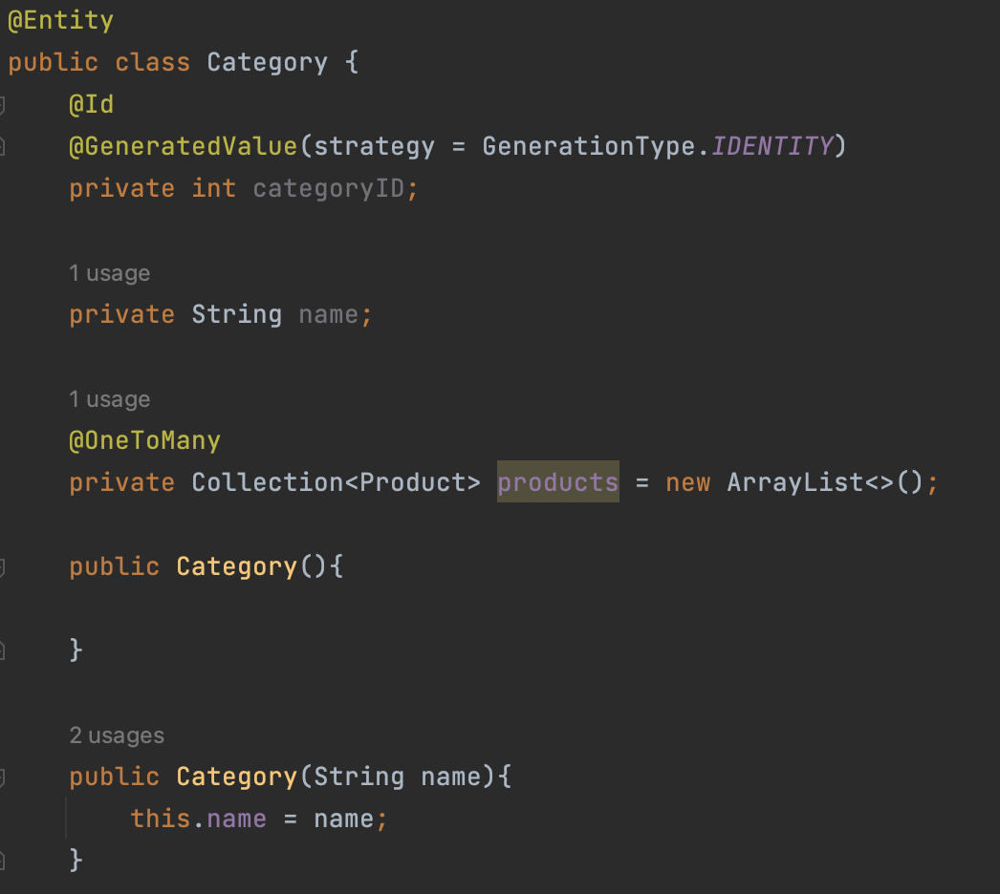 @Entity
public class Category {
@Id
@GeneratedValue(strategy = GenerationType.IDENTITY)
private int categoryID;
1 usage
private String name;
1 usage
@OneToMany
private Collection<Product> products = new ArrayList<>();
public Category(){
}
2 usages
public Category(String name){
this.name = name;
}